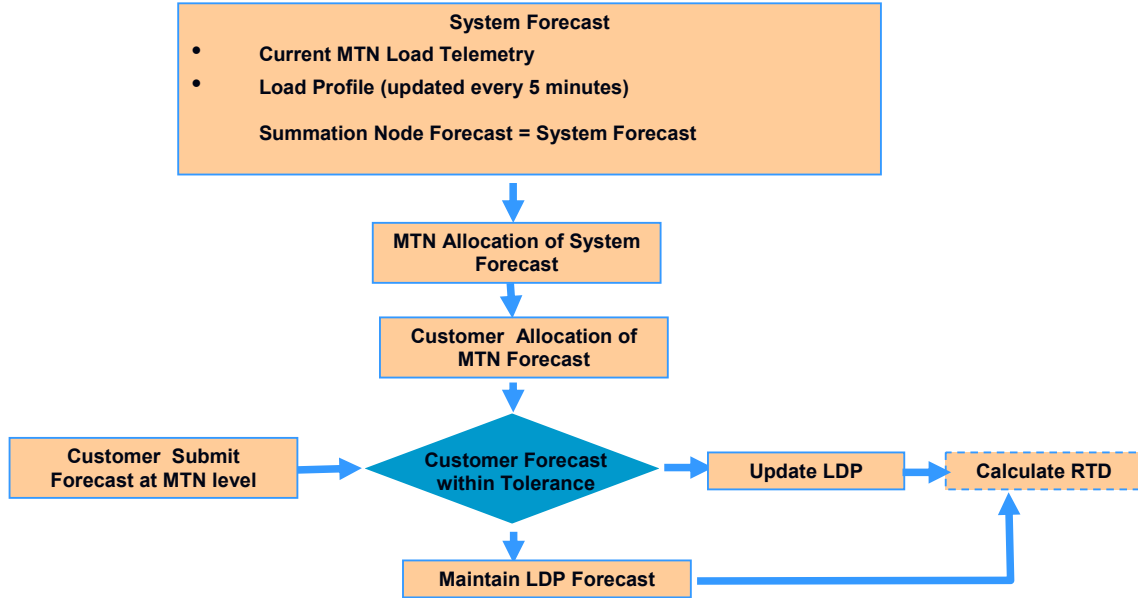 System Forecast
• Current MTN Load Telemetry
• Load Profile (updated every 5 minutes)
Summation Node Forecast = System Forecast
MTN Allocation of System
Forecast
Customer Allocation of
MTN Forecast
Customer Submit
Forecast at MTN level
Customer Forecast
within Tolerance
Update LDP
Calculate RTD
Maintain LDP Forecast